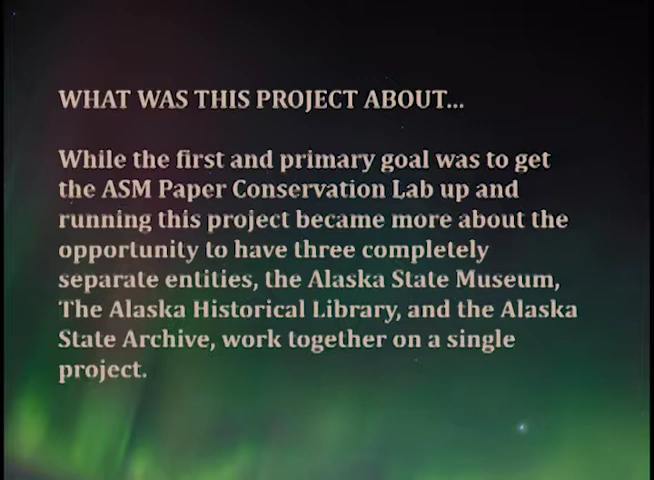 WHAT WAS THIS PROJECT ABOUT...
While the first and primary goal was to get
the ASM Paper Conservation Lab up and
running this project became more about the
opportunity to have three completely
separate entities, the Alaska State Museum,
The Alaska Historical Library, and the Alaska
State Archive, work together on a single
project.